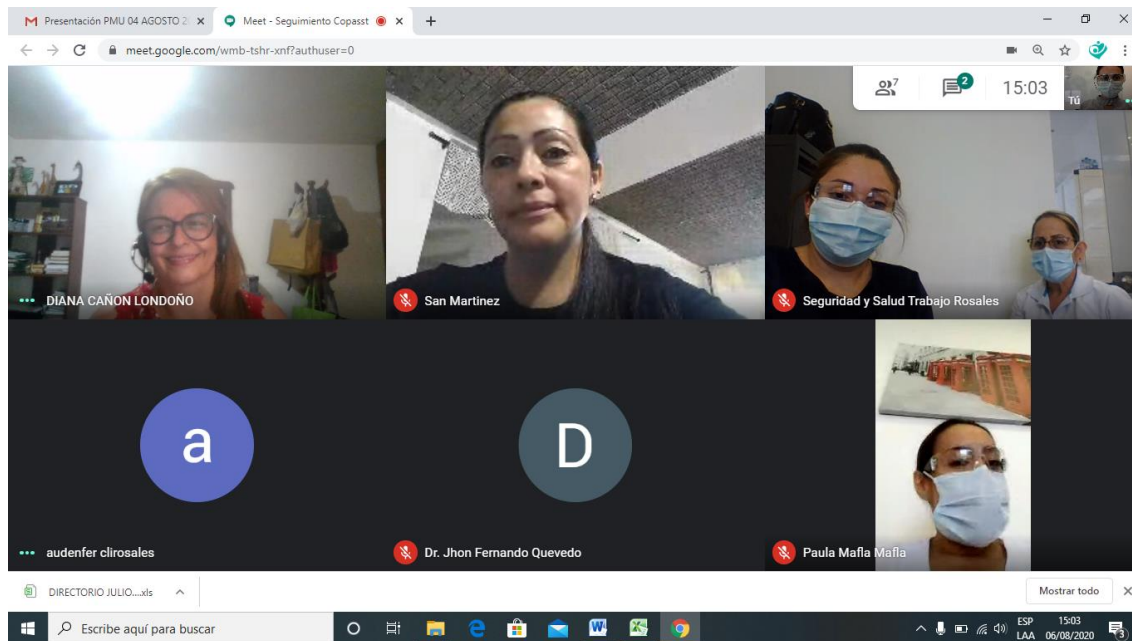 Presentación PMU 04 AGOSTO 2
Meet - Seguimiento Copasst
meet.google.com/wmb-tshr-xnf?authuser=0
7
2
15:03
Tú
DIANA CAÑON LONDOÑO
San Martinez
Seguridad y Salud Trabajo Rosales
a
D
audenfer clirosales
Dr. Jhon Fernando Quevedo
Paula Mafla Mafla
DIRECTORIO JULIO....xls
Mostrar todo
Escribe aquí para buscar
ESP
LAA
15:03
06/08/2020
3